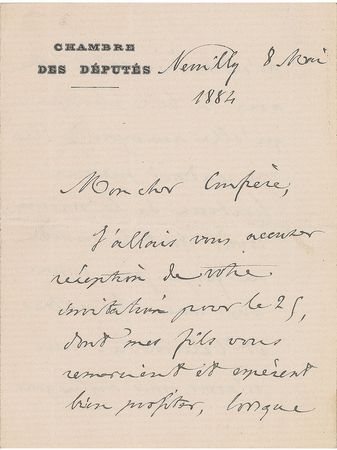 CHAMBRE
DES DÉPUTÉS
Neuilly 8 Mai
1884
Mon cher Confrère,
J'allais vous accuser
réception de votre
invitation pour le 25,
dont mes fils vous
remercient et espèrent
bien profiter, lorsque